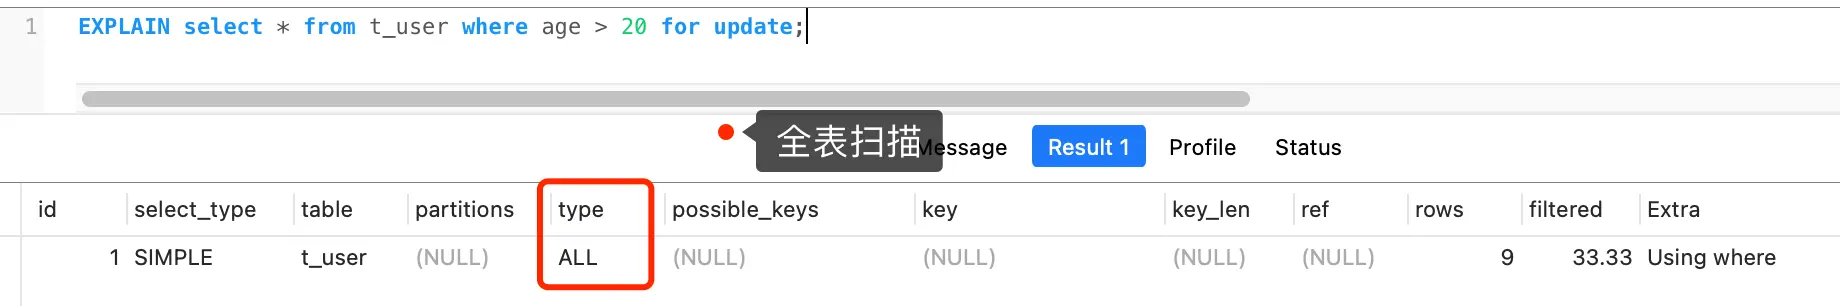 1 EXPLAIN select * from t_user where age > 20 for update;
全表扫描 Message Result 1 Profile Status
id select_type table partitions type possible_keys key key_len ref rows filtered Extra
1 SIMPLE t_user (NULL) ALL (NULL) (NULL) (NULL) (NULL) 9 33.33 Using where